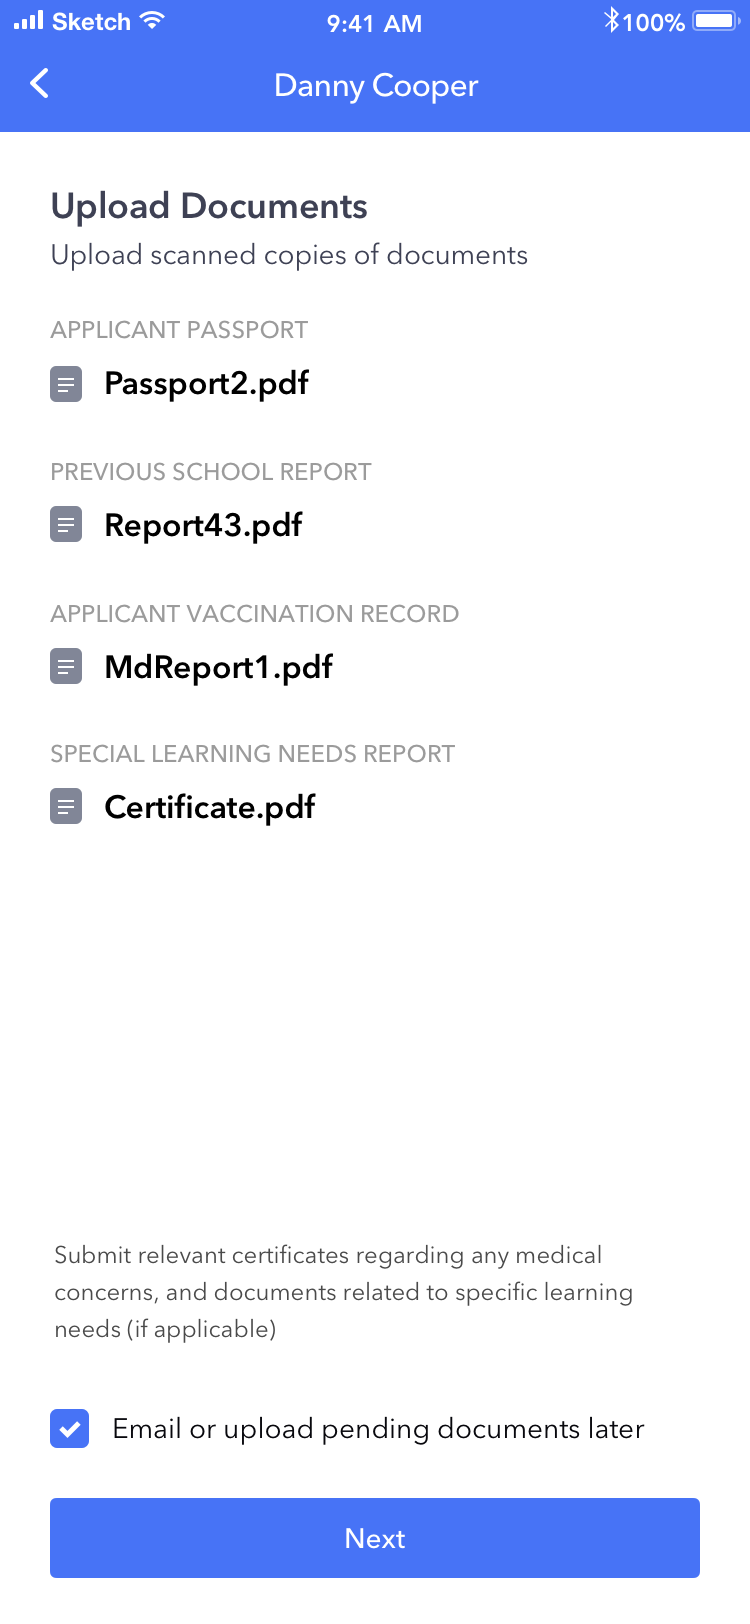 Sketch 9:41 AM 100%
Danny Cooper
Upload Documents
Upload scanned copies of documents
APPLICANT PASSPORT
Passport2.pdf
PREVIOUS SCHOOL REPORT
Report43.pdf
APPLICANT VACCINATION RECORD
MdReport1.pdf
SPECIAL LEARNING NEEDS REPORT
Certificate.pdf
Submit relevant certificates regarding any medical
concerns, and documents related to specific learning
needs (if applicable)
Email or upload pending documents later
Next